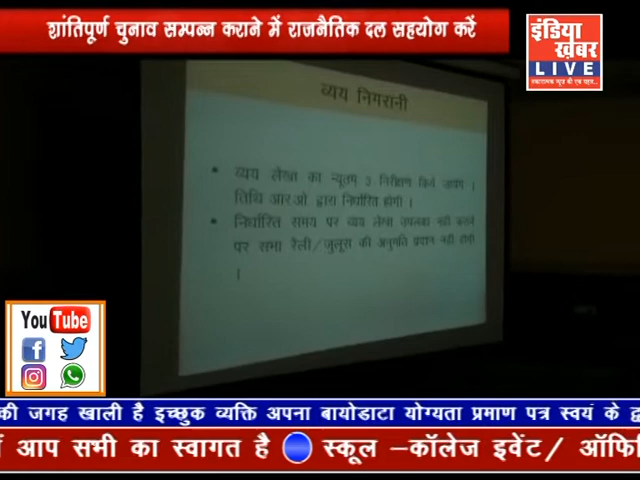 शांतिपूर्ण चुनाव सम्पन्न कराने में राजनैतिक दल सहयोग करें
इंडिया
ख़बर
LIVE
व्यय निगरानी
• व्यय लेखा का न्यूतम 3 निरीक्षण किये जायेगे ।
तिथि आर.ओ. द्वारा निर्धारित होगी ।
• निर्धारित समय पर व्यय लेखा उपलब्ध नहीं कराने
पर सभा रैली/जुलूस की अनुमति प्रदान नहीं होगी
।
YouTube
की जगह खाली है इच्छुक व्यक्ति अपना बायोडाटा योग्यता प्रमाण पत्र स्वयं के द्व
में आप सभी का स्वागत है स्कूल –कॉलेज इवेंट/ ऑफि